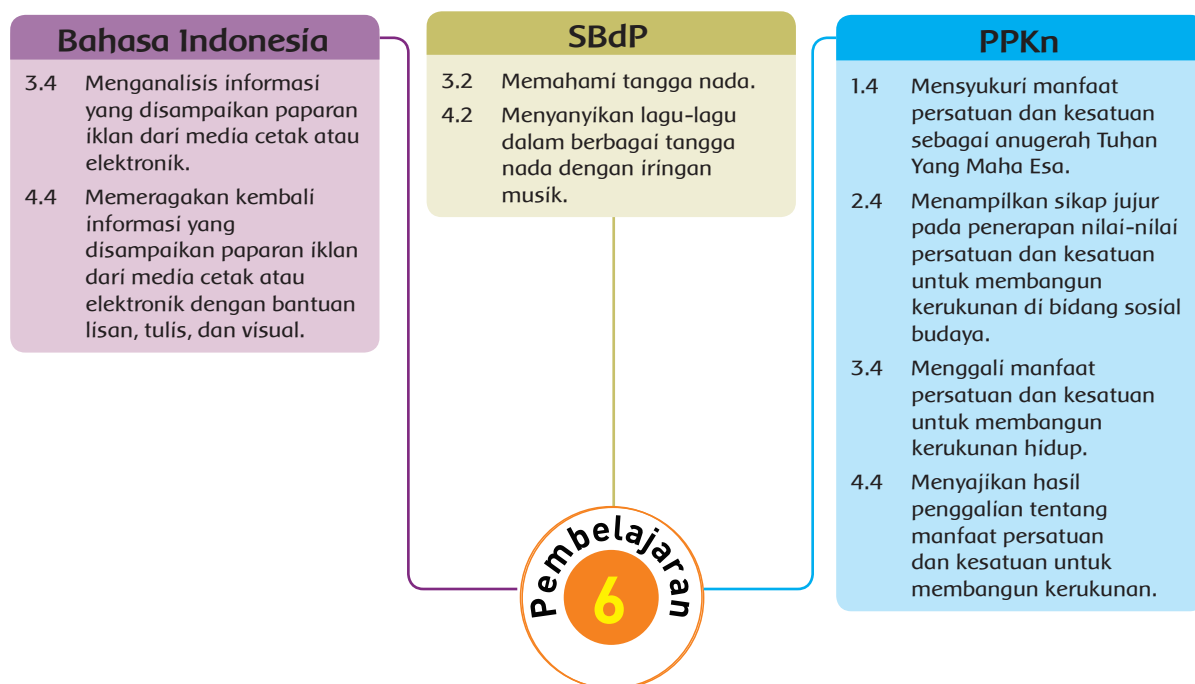 Bahasa Indonesia
3.4 Menganalisis informasi
yang disampaikan paparan
iklan dari media cetak atau
elektronik.
4.4 Memeragakan kembali
informasi yang
disampaikan paparan iklan
dari media cetak atau
elektronik dengan bantuan
lisan, tulis, dan visual.
SBdP
3.2 Memahami tangga nada.
4.2 Menyanyikan lagu-lagu
dalam berbagai tangga
nada dengan iringan
musik.
PPKn
1.4 Mensyukuri manfaat
persatuan dan kesatuan
sebagai anugerah Tuhan
Yang Maha Esa.
2.4 Menampilkan sikap jujur
pada penerapan nilai-nilai
persatuan dan kesatuan
untuk membangun
kerukunan di bidang sosial
budaya.
3.4 Menggali manfaat
persatuan dan kesatuan
untuk membangun
kerukunan hidup.
4.4 Menyajikan hasil
penggalian tentang
manfaat persatuan
dan kesatuan untuk
membangun kerukunan.
Pembelajaran
6